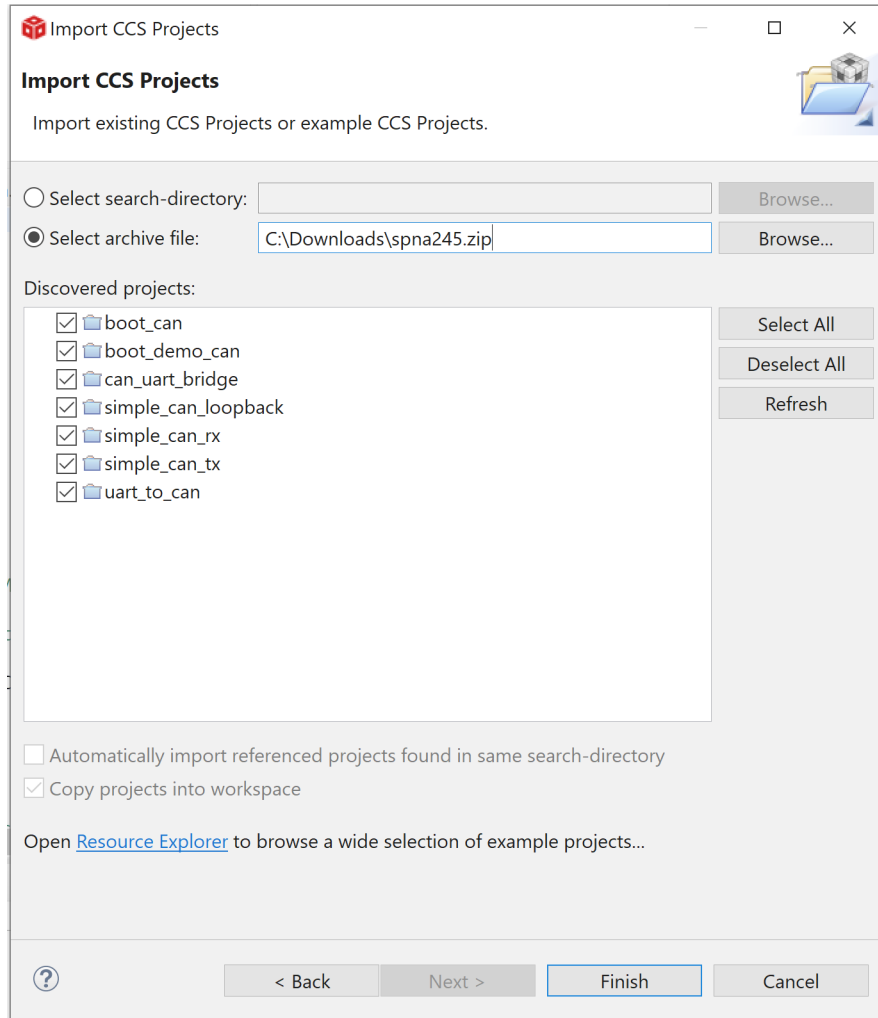 Import CCS Projects
Import CCS Projects
Import existing CCS Projects or example CCS Projects.
Select search-directory: Browse...
Select archive file: C:\Downloads\spna245.zip Browse...
Discovered projects:
boot_can Select All
boot_demo_can Deselect All
can_uart_bridge Refresh
simple_can_loopback
simple_can_rx
simple_can_tx
uart_to_can
Automatically import referenced projects found in same search-directory
Copy projects into workspace
Open Resource Explorer to browse a wide selection of example projects...
? < Back Next > Finish Cancel